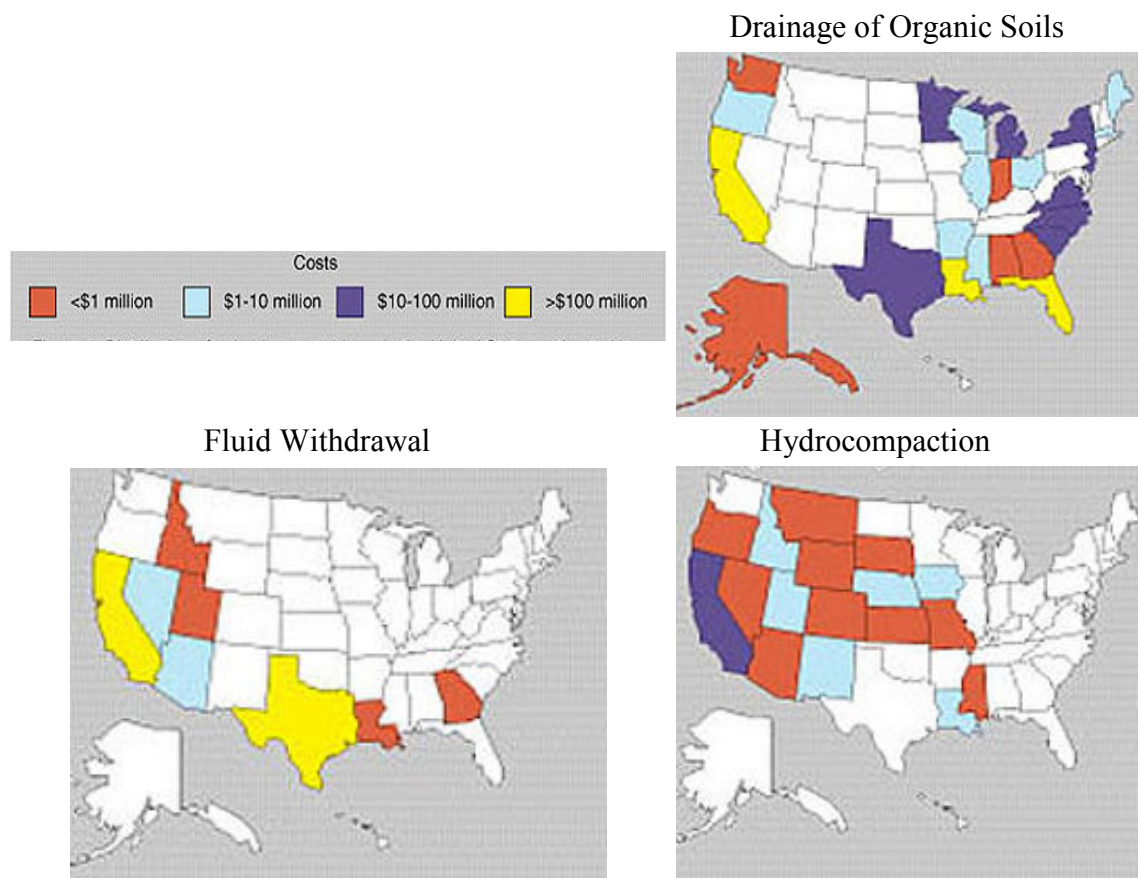 Drainage of Organic Soils
Costs
<$1 million $1-10 million $10-100 million >$100 million
Fluid Withdrawal
Hydrocompaction